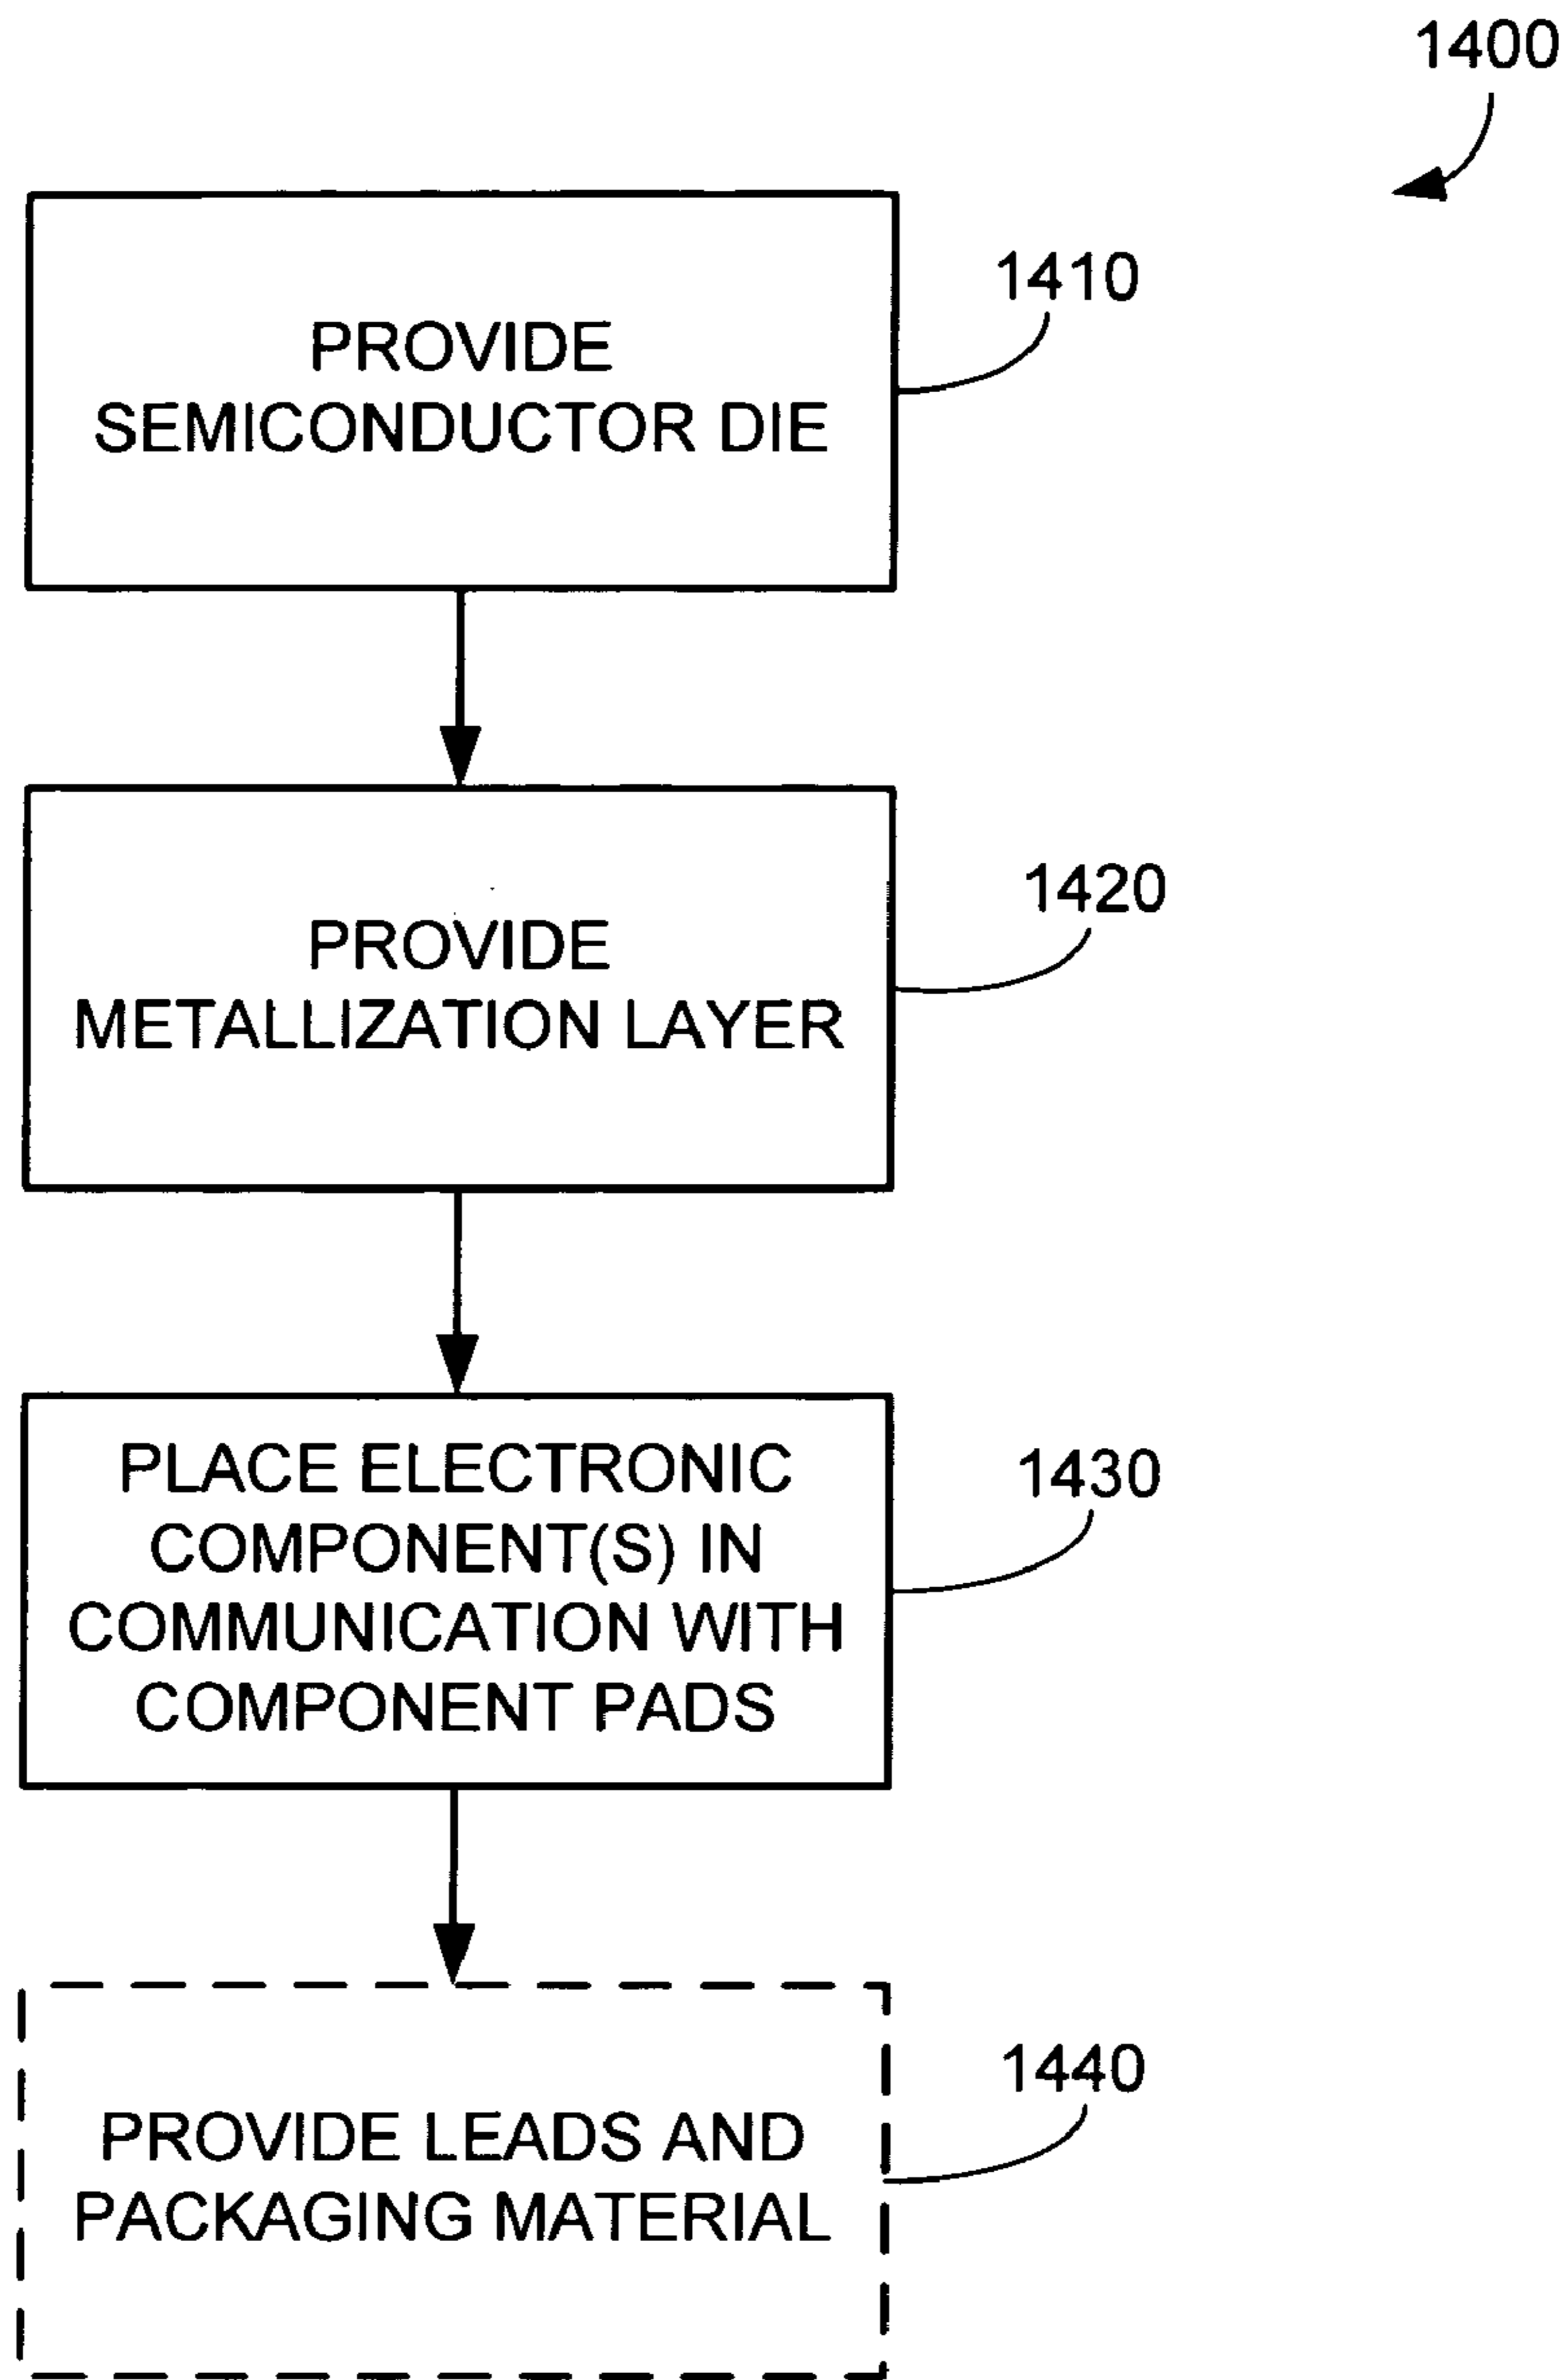 1400
PROVIDE
SEMICONDUCTOR DIE
1410
PROVIDE
METALLIZATION LAYER
1420
PLACE ELECTRONIC
COMPONENT(S) IN
COMMUNICATION WITH
COMPONENT PADS
1430
PROVIDE LEADS AND
PACKAGING MATERIAL
1440